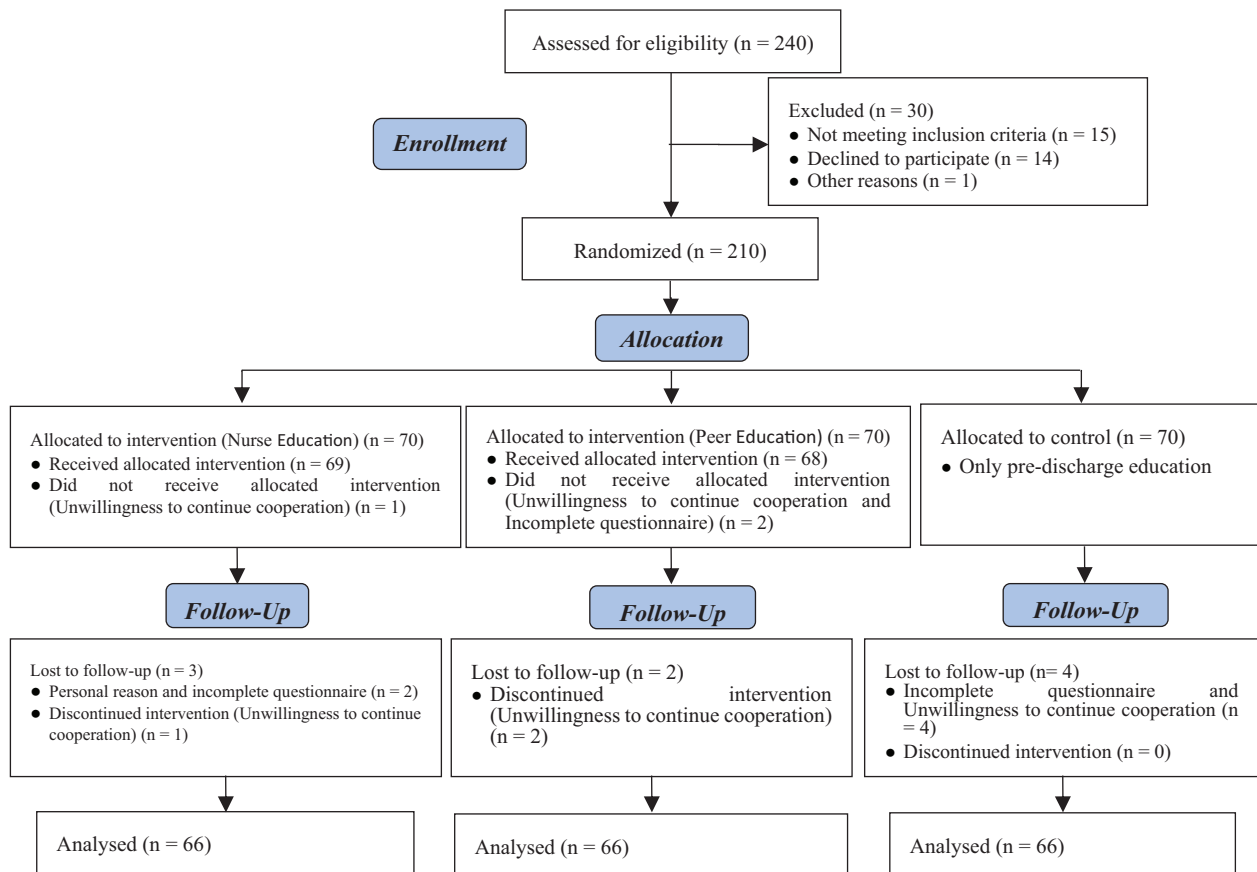 Assessed for eligibility (n = 240)
Excluded (n = 30)
● Not meeting inclusion criteria (n = 15)
● Declined to participate (n = 14)
● Other reasons (n = 1)
Enrollment
Randomized (n = 210)
Allocation
Allocated to intervention (Nurse Education) (n = 70)
● Received allocated intervention (n = 69)
● Did not receive allocated intervention
(Unwillingness to continue cooperation) (n = 1)
Allocated to intervention (Peer Education) (n = 70)
● Received allocated intervention (n = 68)
● Did not receive allocated intervention
(Unwillingness to continue cooperation and
Incomplete questionnaire) (n = 2)
Allocated to control (n = 70)
● Only pre-discharge education
Follow-Up
Follow-Up
Follow-Up
Lost to follow-up (n = 3)
● Personal reason and incomplete questionnaire (n = 2)
● Discontinued intervention (Unwillingness to continue
cooperation) (n = 1)
Lost to follow-up (n = 2)
● Discontinued intervention
(Unwillingness to continue cooperation)
(n = 2)
Lost to follow-up (n= 4)
● Incomplete questionnaire and
Unwillingness to continue cooperation (n
= 4)
● Discontinued intervention (n = 0)
Analysed (n = 66)
Analysed (n = 66)
Analysed (n = 66)